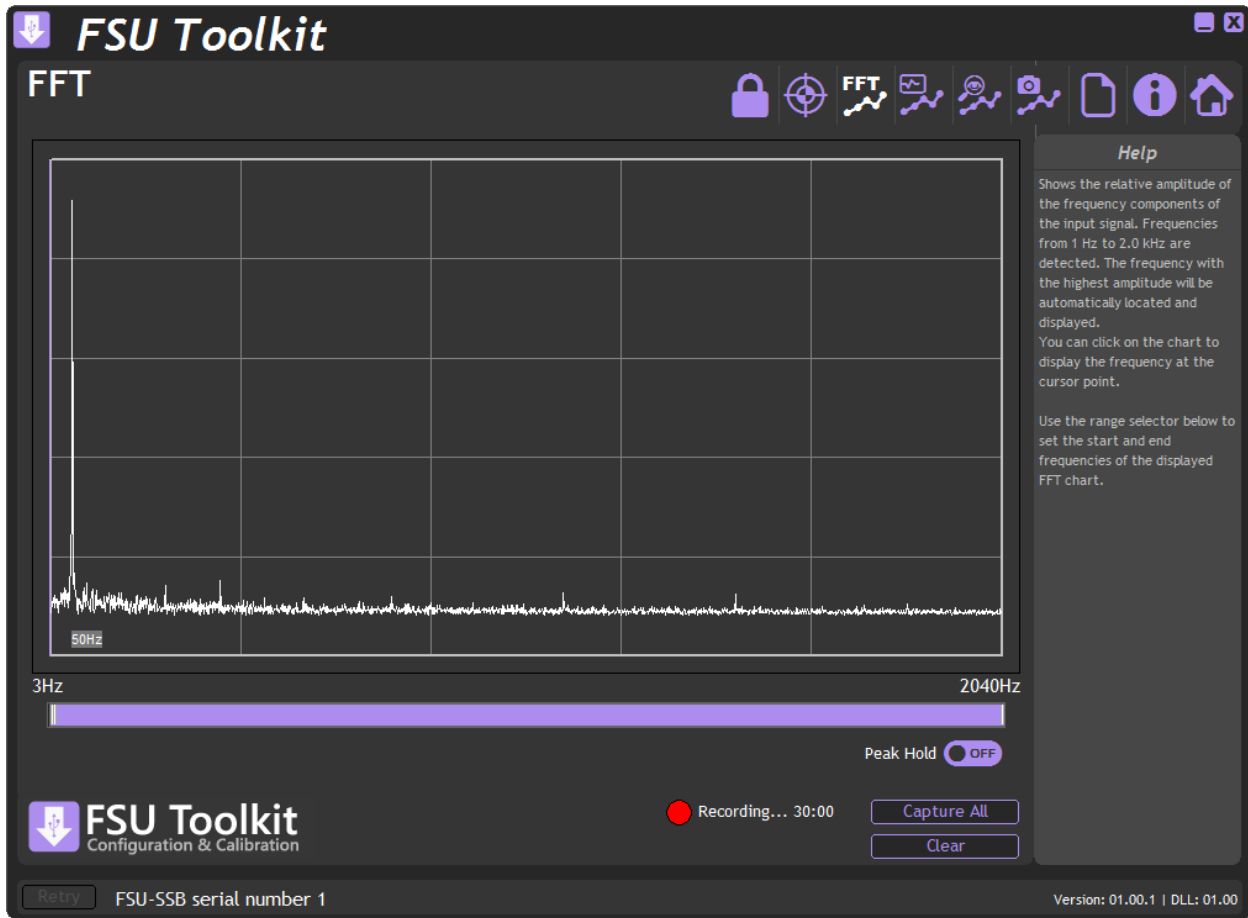 FSU Toolkit
X
FFT
FFT
i
Help
Shows the relative amplitude of
the frequency components of
the input signal. Frequencies
from 1 Hz to 2.0 kHz are
detected. The frequency with
the highest amplitude will be
automatically located and
displayed.
You can click on the chart to
display the frequency at the
cursor point.
Use the range selector below to
set the start and end
frequencies of the displayed
FFT chart.
50Hz
3Hz
2040Hz
Peak Hold OFF
FSU Toolkit
Configuration & Calibration
Recording... 30:00
Capture All
Clear
Retry
FSU-SSB serial number 1
Version: 01.00.1 | DLL: 01.00